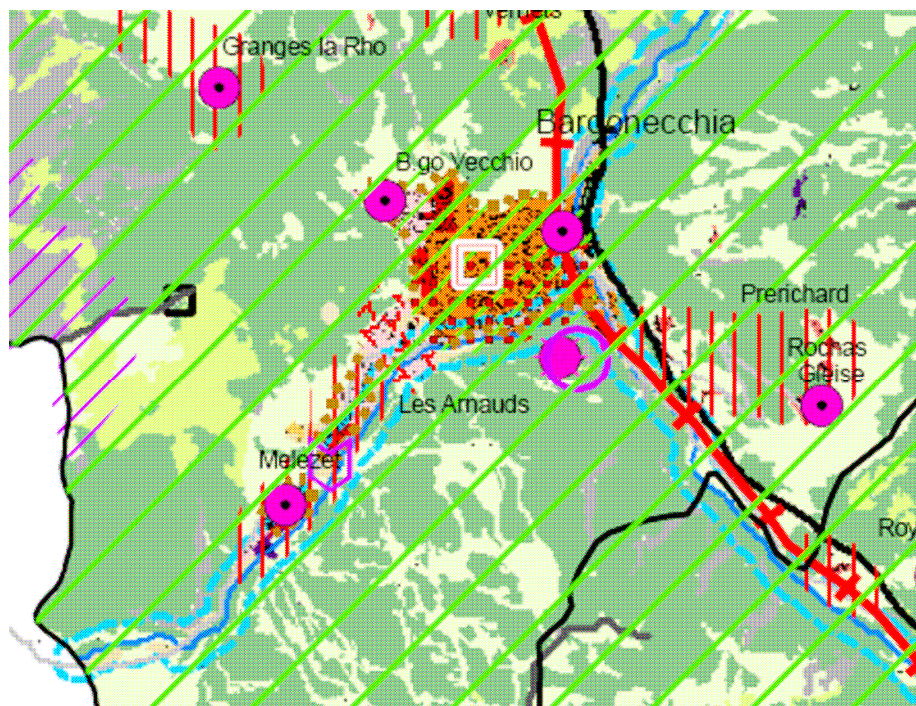 Granges la Rho
Bardonecchia
B.go Vecchio
Prerichard
Rochas
Gleise
Les Arnauds
Melezet